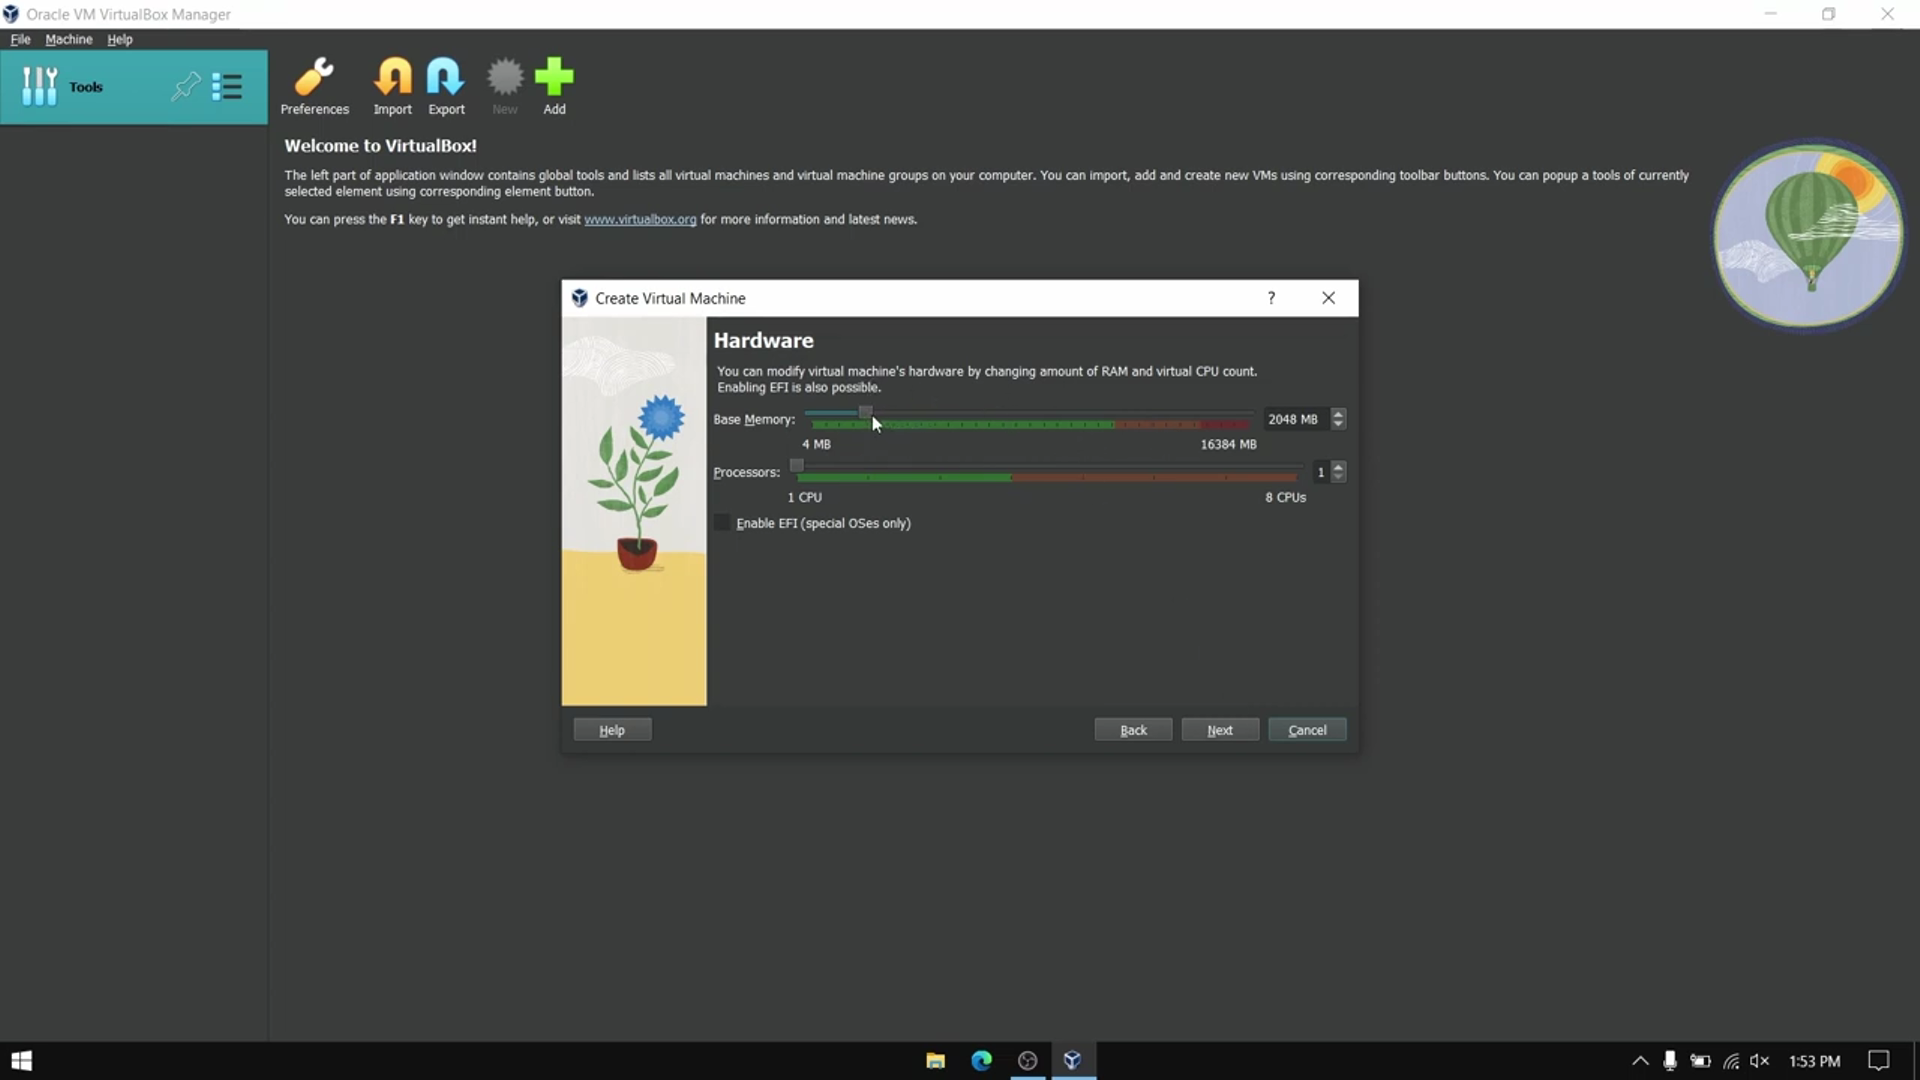 Oracle VM VirtualBox Manager
File Machine Help
Tools
Preferences Import Export New Add
Welcome to VirtualBox!
The left part of application window contains global tools and lists all virtual machines and virtual machine groups on your computer. You can import, add and create new VMs using corresponding toolbar buttons. You can popup a tools of currently
selected element using corresponding element button.
You can press the F1 key to get instant help, or visit www.virtualbox.org for more information and latest news.
Create Virtual Machine ?
Hardware
You can modify virtual machine's hardware by changing amount of RAM and virtual CPU count.
Enabling EFI is also possible.
Base Memory: 2048 MB
4 MB 16384 MB
Processors: 1
1 CPU 8 CPUs
Enable EFI (special OSes only)
Help Back Next Cancel
1:53 PM